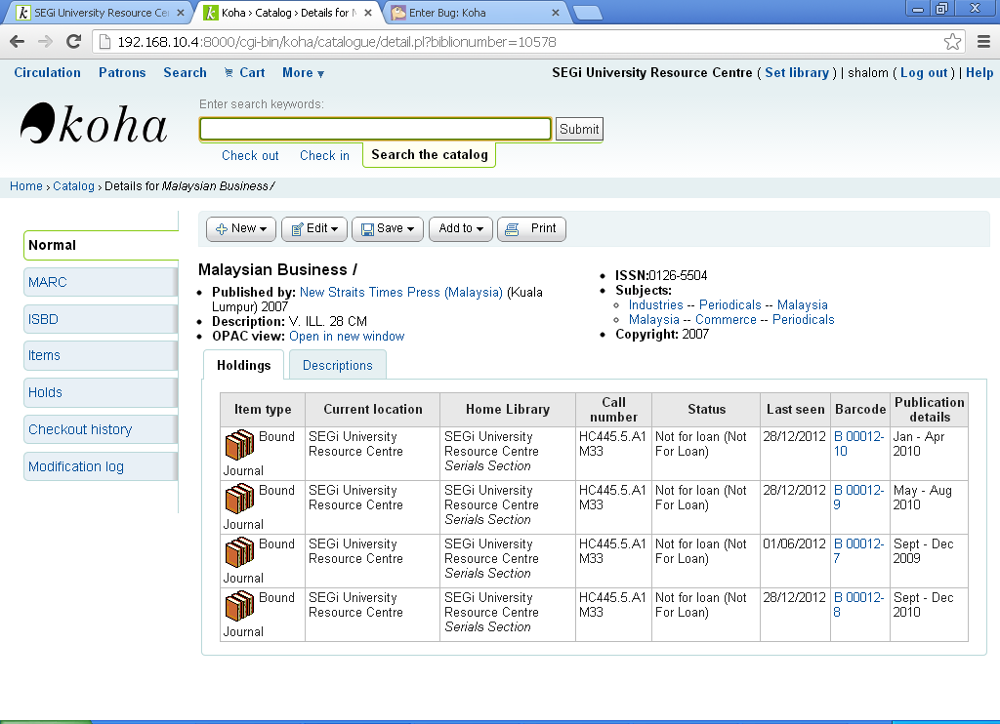 SEGi University Resource Ce
Koha › Catalog › Details for M
Enter Bug: Koha
192.168.10.4:8000/cgi-bin/koha/catalogue/detail.pl?biblionumber=10578
Circulation Patrons Search Cart More ▼
SEGi University Resource Centre ( Set library ) | shalom ( Log out ) | Help
koha
Enter search keywords:
Submit
Check out Check in Search the catalog
Home › Catalog › Details for Malaysian Business /
Normal
MARC
ISBD
Items
Holds
Checkout history
Modification log
New Edit Save Add to Print
Malaysian Business /
Published by: New Straits Times Press (Malaysia) (Kuala
Lumpur) 2007
Description: V. ILL. 28 CM
OPAC view: Open in new window
ISSN:0126-5504
Subjects:
Industries -- Periodicals -- Malaysia
Malaysia -- Commerce -- Periodicals
Copyright: 2007
Holdings Descriptions
Item type Current location Home Library Call number Status Last seen Barcode Publication details
Bound SEGi University SEGi University HC445.5.A1 Not for loan (Not 28/12/2012 B 00012- Jan - Apr
Resource Centre Resource Centre M33 For Loan) 10 2010
Journal Serials Section
Bound SEGi University SEGi University HC445.5.A1 Not for loan (Not 28/12/2012 B 00012- May - Aug
Resource Centre Resource Centre M33 For Loan) 9 2010
Journal Serials Section
Bound SEGi University SEGi University HC445.5.A1 Not for loan (Not 01/06/2012 B 00012- Sept - Dec
Resource Centre Resource Centre M33 For Loan) 7 2009
Journal Serials Section
Bound SEGi University SEGi University HC445.5.A1 Not for loan (Not 28/12/2012 B 00012- Sept - Dec
Resource Centre Resource Centre M33 For Loan) 8 2010
Journal Serials Section